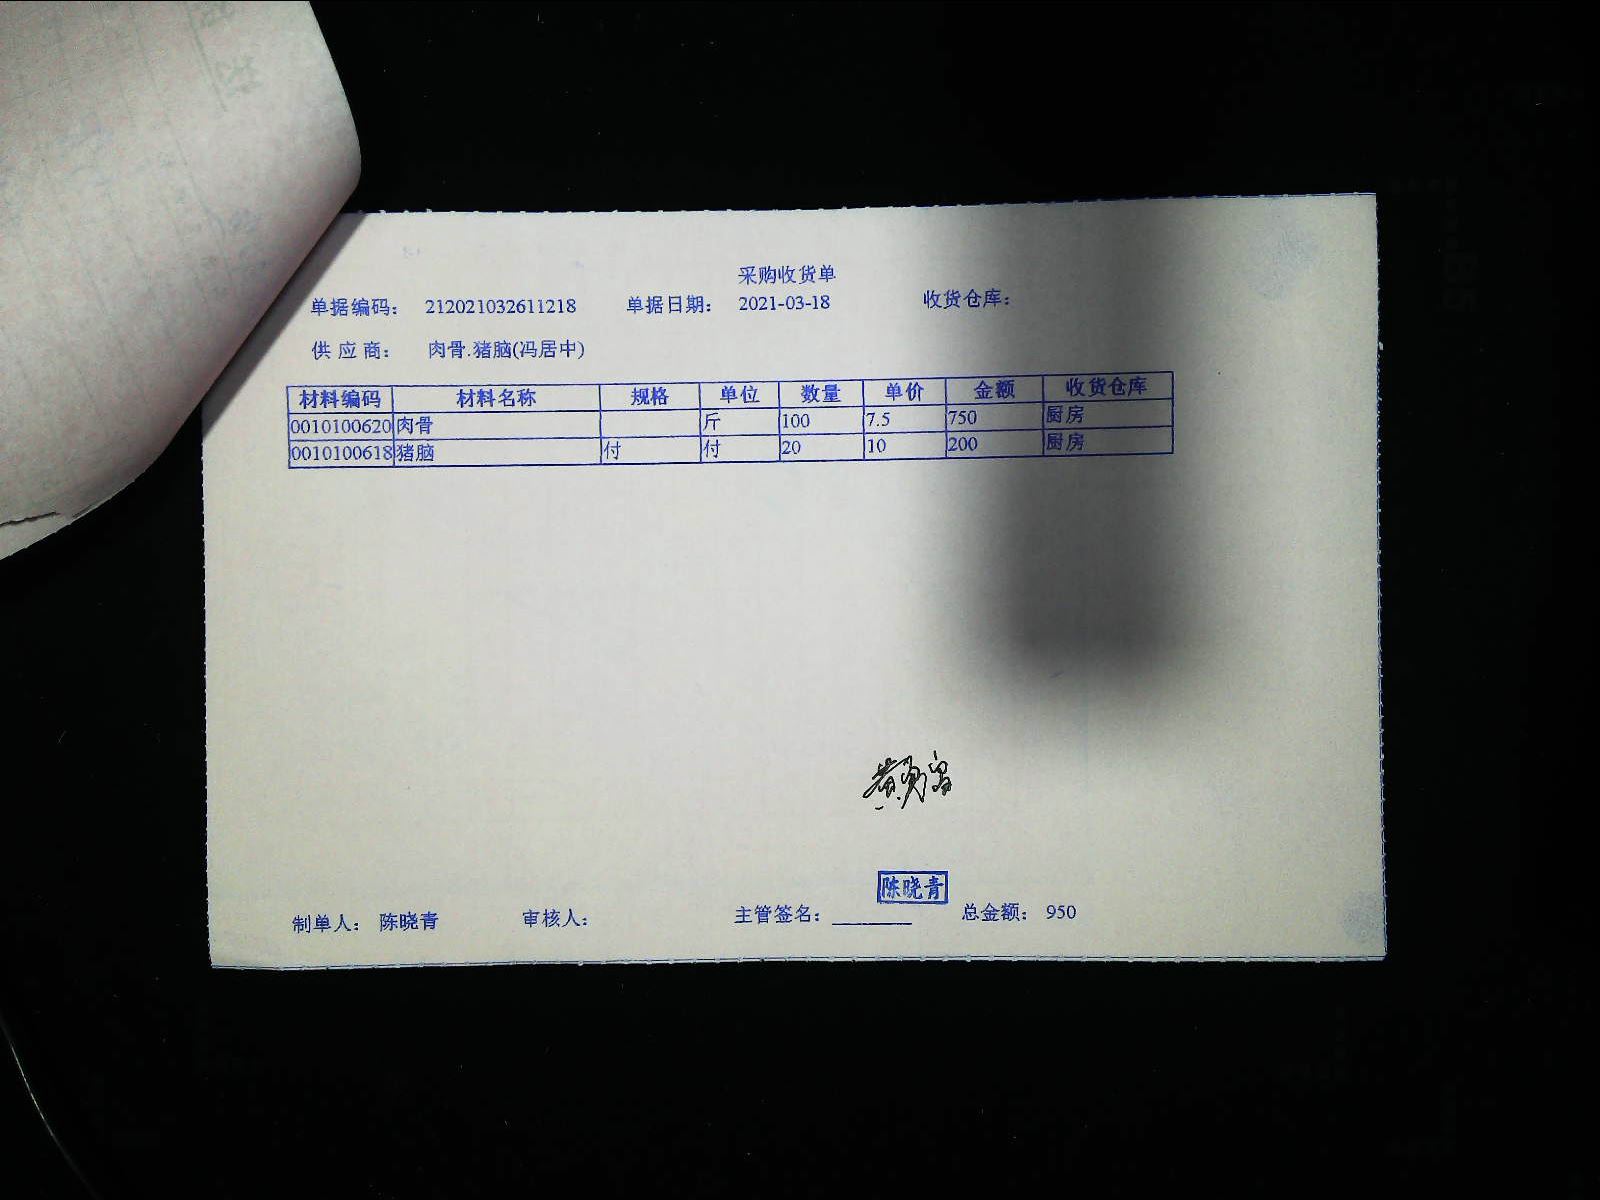 采购收货单
单据编码： 212021032611218 单据日期： 2021-03-18 收货仓库：
供 应 商： 肉骨.猪脑(冯居中)
材料编码 材料名称 规格 单位 数量 单价 金额 收货仓库
0010100620 肉骨 斤 100 7.5 750 厨房
0010100618 猪脑 付 付 20 10 200 厨房
陈晓青
制单人： 陈晓青 审核人： 主管签名： 总金额： 950